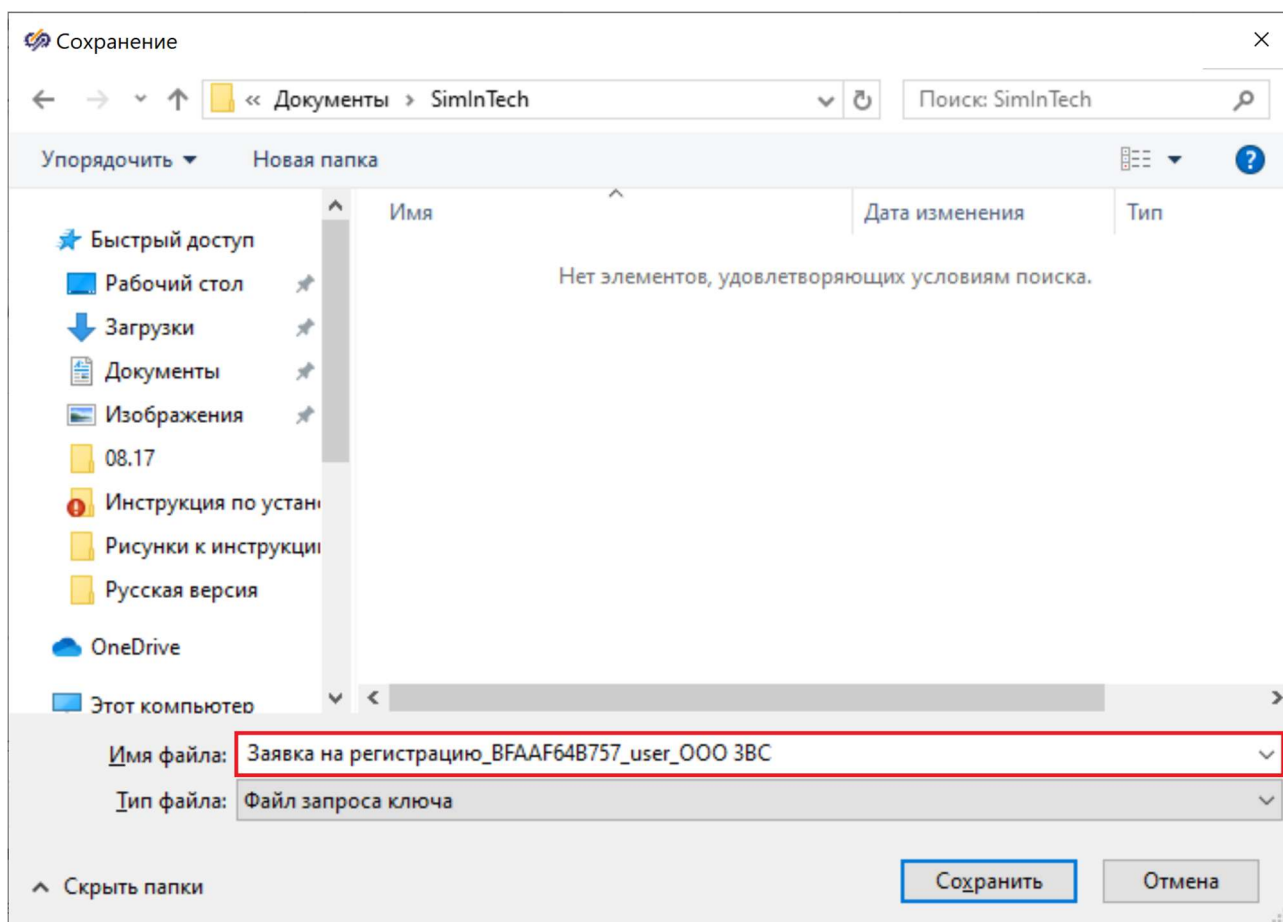 Сохранение
« Документы > SimInTech
Поиск: SimInTech
Упорядочить
Новая папка
Имя
Дата изменения
Тип
Быстрый доступ
Нет элементов, удовлетворяющих условиям поиска.
Рабочий стол
Загрузки
Документы
Изображения
08.17
Инструкция по устан
Рисунки к инструкци
Русская версия
OneDrive
Этот компьютер
Имя файла: Заявка на регистрацию_BFAAF64B757_user_ООО 3ВС
Тип файла: Файл запроса ключа
Скрыть папки
Сохранить
Отмена